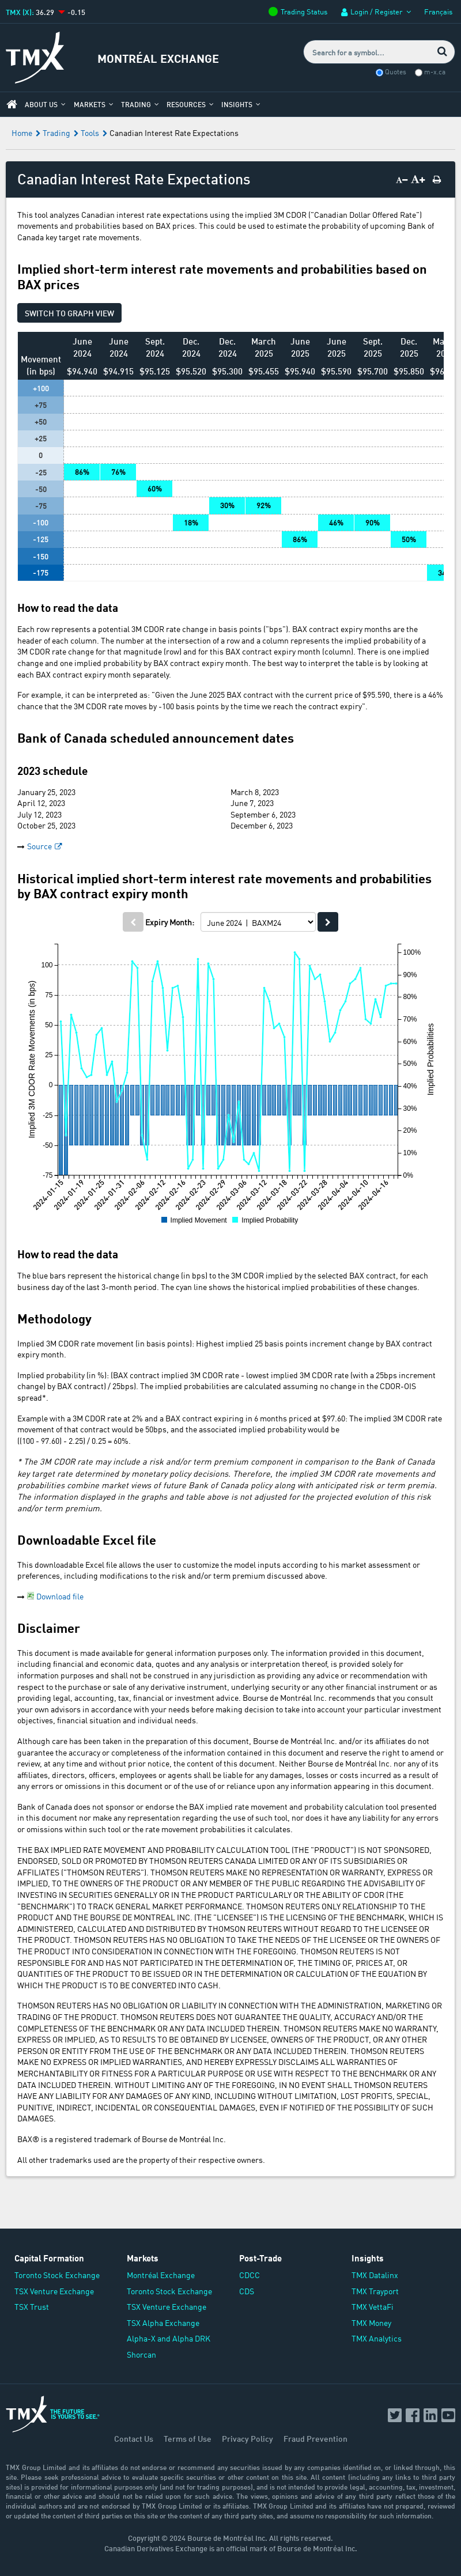 TMX (X): 36.29 -0.15
Trading Status
Login / Register
Français
TMX
MONTRÉAL EXCHANGE
Search for a symbol...
Quotes m-x.ca
ABOUT US MARKETS TRADING RESOURCES INSIGHTS
Home Trading Tools Canadian Interest Rate Expectations
Canadian Interest Rate Expectations
A− A+
This tool analyzes Canadian interest rate expectations using the implied 3M CDOR ("Canadian Dollar Offered Rate")
movements and probabilities based on BAX prices. This could be used to estimate the probability of upcoming Bank of
Canada key target rate movements.
Implied short-term interest rate movements and probabilities based on
BAX prices
SWITCH TO GRAPH VIEW
Movement (in bps) June 2024 June 2024 Sept. 2024 Dec. 2024 Dec. 2024 March 2025 June 2025 June 2025 Sept. 2025 Dec. 2025
$94.940 $94.915 $95.125 $95.520 $95.300 $95.455 $95.940 $95.590 $95.700 $95.850
+100
+75
+50
+25
0
-25 86% 76%
-50 60%
-75 30% 92%
-100 18% 46% 90%
-125 86% 50%
-150
-175
How to read the data
Each row represents a potential 3M CDOR rate change in basis points ("bps"). BAX contract expiry months are the
header of each column. The number at the intersection of a row and a column represents the implied probability of a
3M CDOR rate change for that magnitude (row) and for this BAX contract expiry month (column). There is one implied
change and one implied probability by BAX contract expiry month. The best way to interpret the table is by looking at
each BAX contract expiry month separately.
For example, it can be interpreted as: "Given the June 2025 BAX contract with the current price of $95.590, there is a 46%
chance that the 3M CDOR rate moves by -100 basis points by the time we reach the contract expiry".
Bank of Canada scheduled announcement dates
2023 schedule
January 25, 2023
April 12, 2023
July 12, 2023
October 25, 2023
March 8, 2023
June 7, 2023
September 6, 2023
December 6, 2023
Source
Historical implied short-term interest rate movements and probabilities
by BAX contract expiry month
Expiry Month: June 2024 | BAXM24
Implied 3M CDOR Rate Movements (in bps)
100
75
50
25
0
-25
-50
-75
100%
90%
80%
70%
60%
50%
40%
30%
20%
10%
0%
Implied Probabilities
2024-01-15 2024-01-19 2024-01-25 2024-01-31 2024-02-06 2024-02-12 2024-02-16 2024-02-23 2024-02-29 2024-03-06 2024-03-12 2024-03-18 2024-03-22 2024-03-28 2024-04-04 2024-04-10 2024-04-16
Implied Movement Implied Probability
How to read the data
The blue bars represent the historical change (in bps) to the 3M CDOR implied by the selected BAX contract, for each
business day of the last 3-month period. The cyan line shows the historical implied probabilities of these changes.
Methodology
Implied 3M CDOR rate movement (in basis points): Highest implied 25 basis points increment change by BAX contract
expiry month.
Implied probability (in %): (BAX contract implied 3M CDOR rate - lowest implied 3M CDOR rate (with a 25bps increment
change) by BAX contract) / 25bps). The implied probabilities are calculated assuming no change in the CDOR-OIS
spread*.
Example with a 3M CDOR rate at 2% and a BAX contract expiring in 6 months priced at $97.60: The implied 3M CDOR rate
movement of that contract would be 50bps, and the associated implied probability would be
((100 - 97.60) - 2.25) / 0.25 = 60%.
* The 3M CDOR rate may include a risk and/or term premium component in comparison to the Bank of Canada
key target rate determined by monetary policy decisions. Therefore, the implied 3M CDOR rate movements and
probabilities combine market views of future Bank of Canada policy along with anticipated risk or term premia.
The information displayed in the graphs and table above is not adjusted for the projected evolution of this risk
and/or term premium.
Downloadable Excel file
This downloadable Excel file allows the user to customize the model inputs according to his market assessment or
preferences, including modifications to the risk and/or term premium discussed above.
Download file
Disclaimer
This document is made available for general information purposes only. The information provided in this document,
including financial and economic data, quotes and any analysis or interpretation thereof, is provided solely for
information purposes and shall not be construed in any jurisdiction as providing any advice or recommendation with
respect to the purchase or sale of any derivative instrument, underlying security or any other financial instrument or as
providing legal, accounting, tax, financial or investment advice. Bourse de Montréal Inc. recommends that you consult
your own advisors in accordance with your needs before making decision to take into account your particular investment
objectives, financial situation and individual needs.
Although care has been taken in the preparation of this document, Bourse de Montréal Inc. and/or its affiliates do not
guarantee the accuracy or completeness of the information contained in this document and reserve the right to amend or
review, at any time and without prior notice, the content of this document. Neither Bourse de Montréal Inc. nor any of its
affiliates, directors, officers, employees or agents shall be liable for any damages, losses or costs incurred as a result of
any errors or omissions in this document or of the use of or reliance upon any information appearing in this document.
Bank of Canada does not sponsor or endorse the BAX implied rate movement and probability calculation tool presented
in this document nor make any representation regarding the use of such tool, nor does it have any liability for any errors
or omissions within such tool or the rate movement probabilities it calculates.
THE BAX IMPLIED RATE MOVEMENT AND PROBABILITY CALCULATION TOOL (THE "PRODUCT") IS NOT SPONSORED,
ENDORSED, SOLD OR PROMOTED BY THOMSON REUTERS CANADA LIMITED OR ANY OF ITS SUBSIDIARIES OR
AFFILIATES ("THOMSON REUTERS"). THOMSON REUTERS MAKE NO REPRESENTATION OR WARRANTY, EXPRESS OR
IMPLIED, TO THE OWNERS OF THE PRODUCT OR ANY MEMBER OF THE PUBLIC REGARDING THE ADVISABILITY OF
INVESTING IN SECURITIES GENERALLY OR IN THE PRODUCT PARTICULARLY OR THE ABILITY OF CDOR (THE
"BENCHMARK") TO TRACK GENERAL MARKET PERFORMANCE. THOMSON REUTERS ONLY RELATIONSHIP TO THE
PRODUCT AND THE BOURSE DE MONTREAL INC. (THE "LICENSEE") IS THE LICENSING OF THE BENCHMARK, WHICH IS
ADMINISTERED, CALCULATED AND DISTRIBUTED BY THOMSON REUTERS WITHOUT REGARD TO THE LICENSEE OR
THE PRODUCT. THOMSON REUTERS HAS NO OBLIGATION TO TAKE THE NEEDS OF THE LICENSEE OR THE OWNERS OF
THE PRODUCT INTO CONSIDERATION IN CONNECTION WITH THE FOREGOING. THOMSON REUTERS IS NOT
RESPONSIBLE FOR AND HAS NOT PARTICIPATED IN THE DETERMINATION OF, THE TIMING OF, PRICES AT, OR
QUANTITIES OF THE PRODUCT TO BE ISSUED OR IN THE DETERMINATION OR CALCULATION OF THE EQUATION BY
WHICH THE PRODUCT IS TO BE CONVERTED INTO CASH.
THOMSON REUTERS HAS NO OBLIGATION OR LIABILITY IN CONNECTION WITH THE ADMINISTRATION, MARKETING OR
TRADING OF THE PRODUCT. THOMSON REUTERS DOES NOT GUARANTEE THE QUALITY, ACCURACY AND/OR THE
COMPLETENESS OF THE BENCHMARK OR ANY DATA INCLUDED THEREIN. THOMSON REUTERS MAKE NO WARRANTY,
EXPRESS OR IMPLIED, AS TO RESULTS TO BE OBTAINED BY LICENSEE, OWNERS OF THE PRODUCT, OR ANY OTHER
PERSON OR ENTITY FROM THE USE OF THE BENCHMARK OR ANY DATA INCLUDED THEREIN. THOMSON REUTERS
MAKE NO EXPRESS OR IMPLIED WARRANTIES, AND HEREBY EXPRESSLY DISCLAIMS ALL WARRANTIES OF
MERCHANTABILITY OR FITNESS FOR A PARTICULAR PURPOSE OR USE WITH RESPECT TO THE BENCHMARK OR ANY
DATA INCLUDED THEREIN. WITHOUT LIMITING ANY OF THE FOREGOING, IN NO EVENT SHALL THOMSON REUTERS
HAVE ANY LIABILITY FOR ANY DAMAGES OF ANY KIND, INCLUDING WITHOUT LIMITATION, LOST PROFITS, SPECIAL,
PUNITIVE, INDIRECT, INCIDENTAL OR CONSEQUENTIAL DAMAGES, EVEN IF NOTIFIED OF THE POSSIBILITY OF SUCH
DAMAGES.
BAX® is a registered trademark of Bourse de Montréal Inc.
All other trademarks used are the property of their respective owners.
Capital Formation
Toronto Stock Exchange
TSX Venture Exchange
TSX Trust
Markets
Montréal Exchange
Toronto Stock Exchange
TSX Venture Exchange
TSX Alpha Exchange
Alpha-X and Alpha DRK
Shorcan
Post-Trade
CDCC
CDS
Insights
TMX Datalinx
TMX Trayport
TMX VettaFi
TMX Money
TMX Analytics
TMX THE FUTURE IS YOURS TO SEE.
Contact Us Terms of Use Privacy Policy Fraud Prevention
TMX Group Limited and its affiliates do not endorse or recommend any securities issued by any companies identified on, or linked through, this
site. Please seek professional advice to evaluate specific securities or other content on this site. All content (including any links to third party
sites) is provided for informational purposes only (and not for trading purposes), and is not intended to provide legal, accounting, tax, investment,
financial or other advice and should not be relied upon for such advice. The views, opinions and advice of any third party reflect those of the
individual authors and are not endorsed by TMX Group Limited or its affiliates. TMX Group Limited and its affiliates have not prepared, reviewed
or updated the content of third parties on this site or the content of any third party sites, and assume no responsibility for such information.
Copyright © 2024 Bourse de Montréal Inc. All rights reserved.
Canadian Derivatives Exchange is an official mark of Bourse de Montréal Inc.